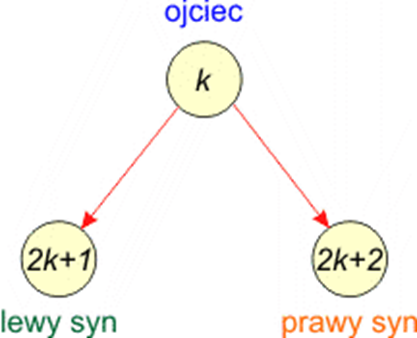 ojciec
k
2k+1
2k+2
lewy syn
prawy syn